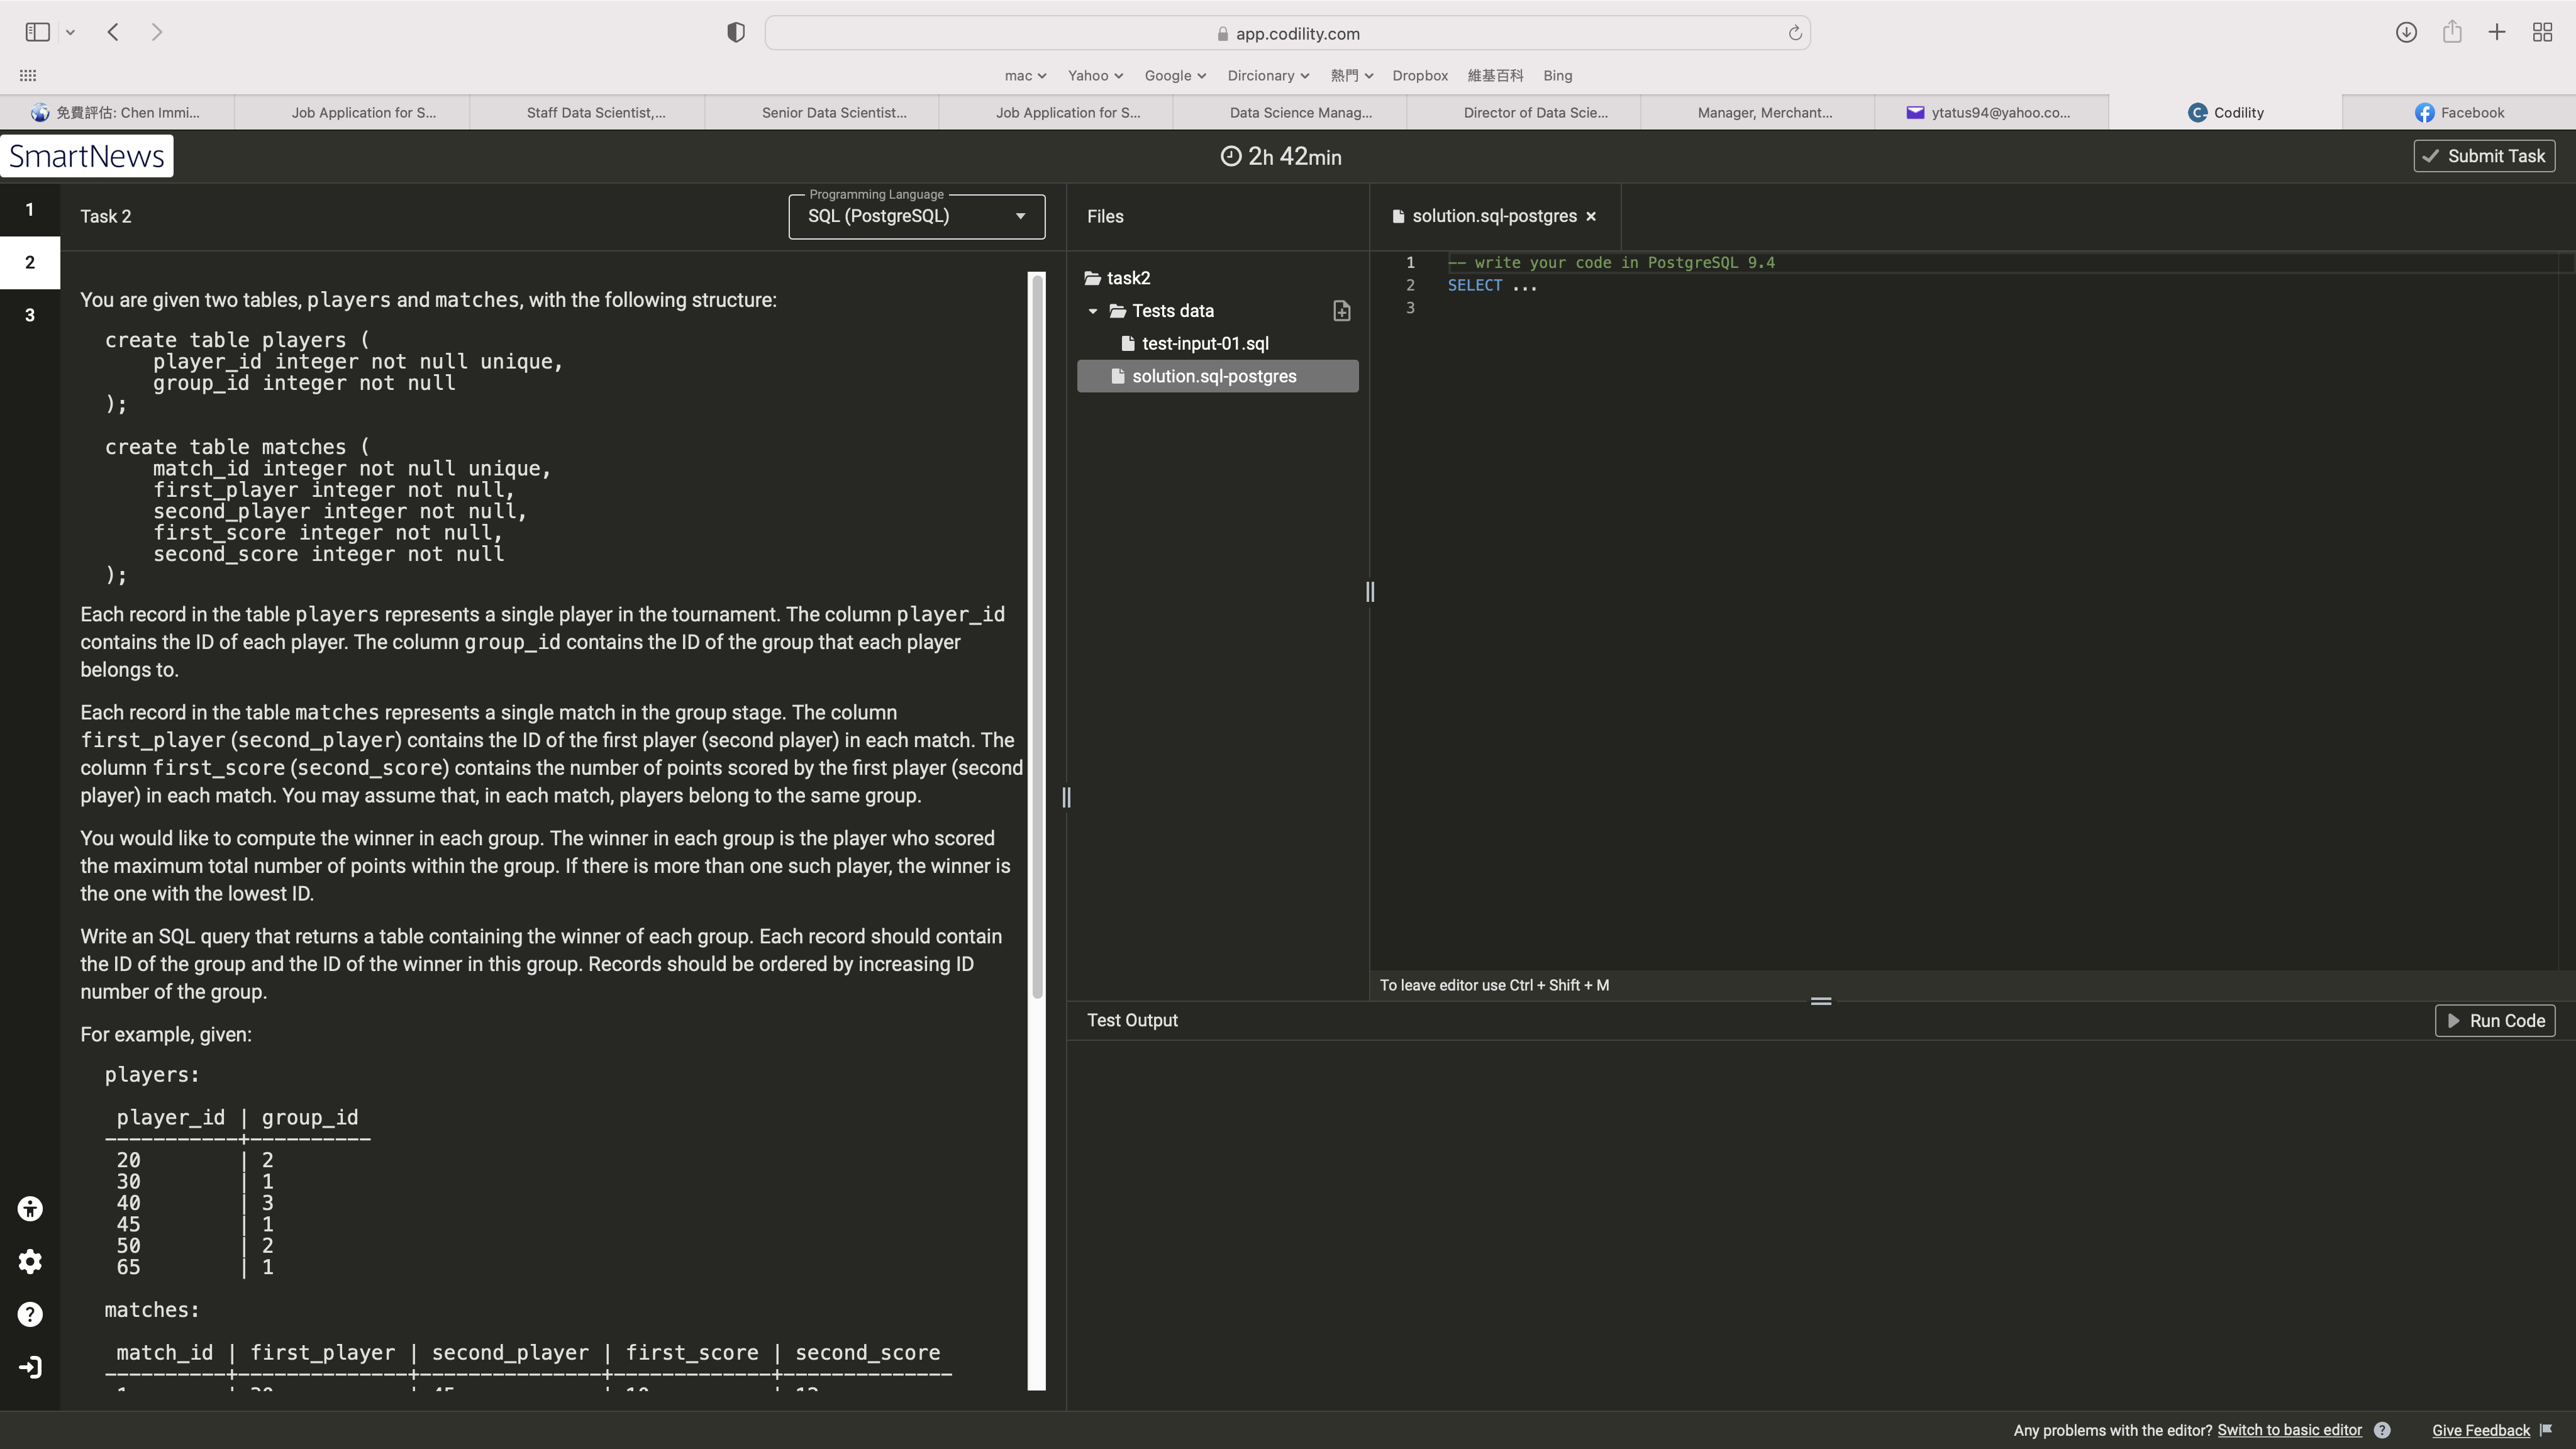 app.codility.com
mac
Yahoo
Google
Dircionary
熱門
Dropbox
維基百科
Bing
免費評估: Chen Immi...
Job Application for S...
Staff Data Scientist,...
Senior Data Scientist...
Job Application for S...
Data Science Manag...
Director of Data Scie...
Manager, Merchant...
ytatus94@yahoo.co...
Codility
Facebook
SmartNews
2h 42min
Submit Task
1
2
3
Task 2
Programming Language
SQL (PostgreSQL)
You are given two tables, players and matches, with the following structure:
create table players (
player_id integer not null unique,
group_id integer not null
);
create table matches (
match_id integer not null unique,
first_player integer not null,
second_player integer not null,
first_score integer not null,
second_score integer not null
);
Each record in the table players represents a single player in the tournament. The column player_id
contains the ID of each player. The column group_id contains the ID of the group that each player
belongs to.
Each record in the table matches represents a single match in the group stage. The column
first_player (second_player) contains the ID of the first player (second player) in each match. The
column first_score (second_score) contains the number of points scored by the first player (second
player) in each match. You may assume that, in each match, players belong to the same group.
You would like to compute the winner in each group. The winner in each group is the player who scored
the maximum total number of points within the group. If there is more than one such player, the winner is
the one with the lowest ID.
Write an SQL query that returns a table containing the winner of each group. Each record should contain
the ID of the group and the ID of the winner in this group. Records should be ordered by increasing ID
number of the group.
For example, given:
players:
player_id | group_id
-----------+----------
20 | 2
30 | 1
40 | 3
45 | 1
50 | 2
65 | 1
matches:
match_id | first_player | second_player | first_score | second_score
----------+--------------+---------------+-------------+--------------
Files
task2
Tests data
test-input-01.sql
solution.sql-postgres
solution.sql-postgres ×
1 -- write your code in PostgreSQL 9.4
2 SELECT ...
3
To leave editor use Ctrl + Shift + M
Test Output
Run Code
Any problems with the editor? Switch to basic editor ?
Give Feedback